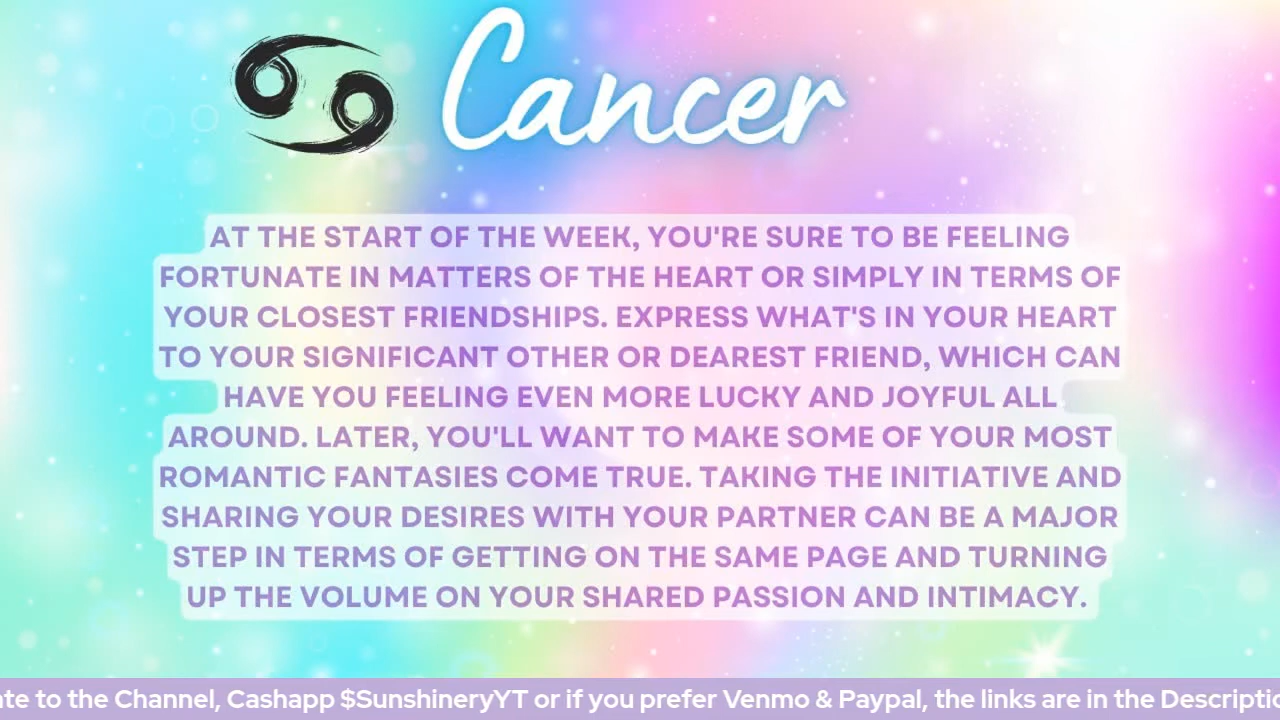 Cancer
AT THE START OF THE WEEK, YOU'RE SURE TO BE FEELING
FORTUNATE IN MATTERS OF THE HEART OR SIMPLY IN TERMS OF
YOUR CLOSEST FRIENDSHIPS. EXPRESS WHAT'S IN YOUR HEART
TO YOUR SIGNIFICANT OTHER OR DEAREST FRIEND, WHICH CAN
HAVE YOU FEELING EVEN MORE LUCKY AND JOYFUL ALL
AROUND. LATER, YOU'LL WANT TO MAKE SOME OF YOUR MOST
ROMANTIC FANTASIES COME TRUE. TAKING THE INITIATIVE AND
SHARING YOUR DESIRES WITH YOUR PARTNER CAN BE A MAJOR
STEP IN TERMS OF GETTING ON THE SAME PAGE AND TURNING
UP THE VOLUME ON YOUR SHARED PASSION AND INTIMACY.
to the Channel, Cashapp $SunshineryYT or if you prefer Venmo & Paypal, the links are in the